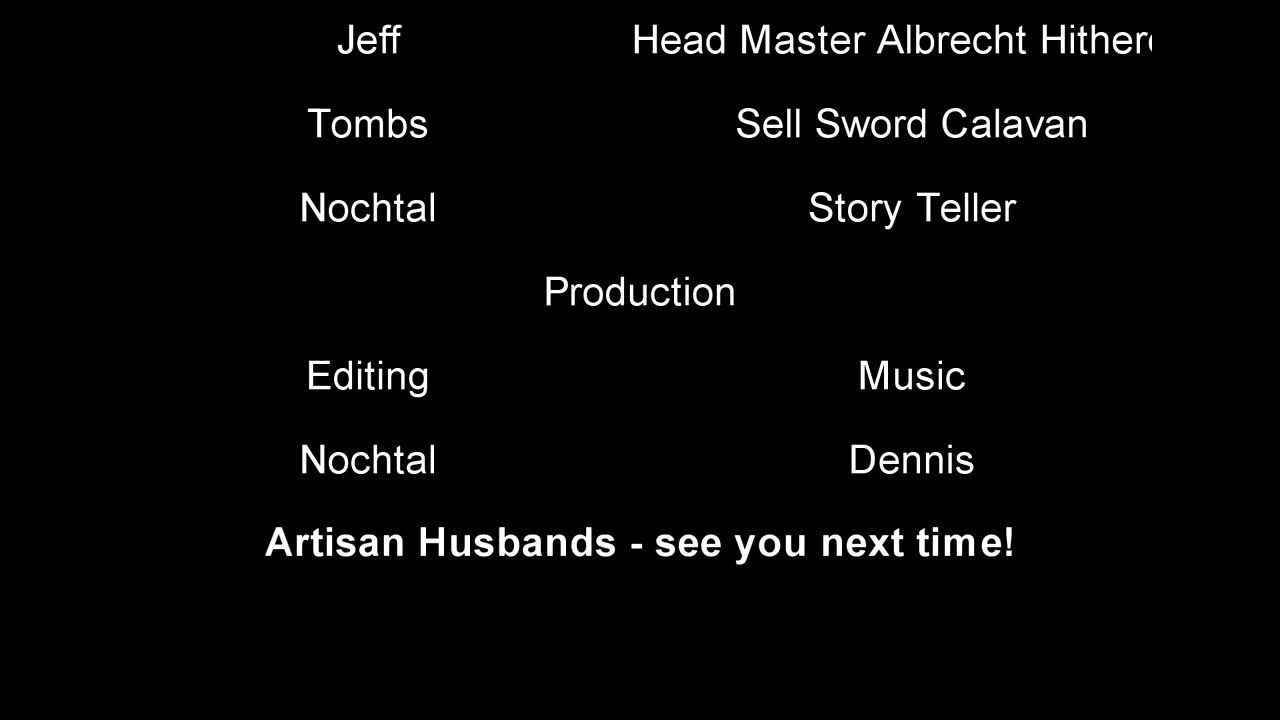 Jeff Head Master Albrecht
Tombs Sell Sword Calavan
Nochtal Story Teller
Production
Editing Music
Nochtal Dennis
Artisan Husbands - see you next time!